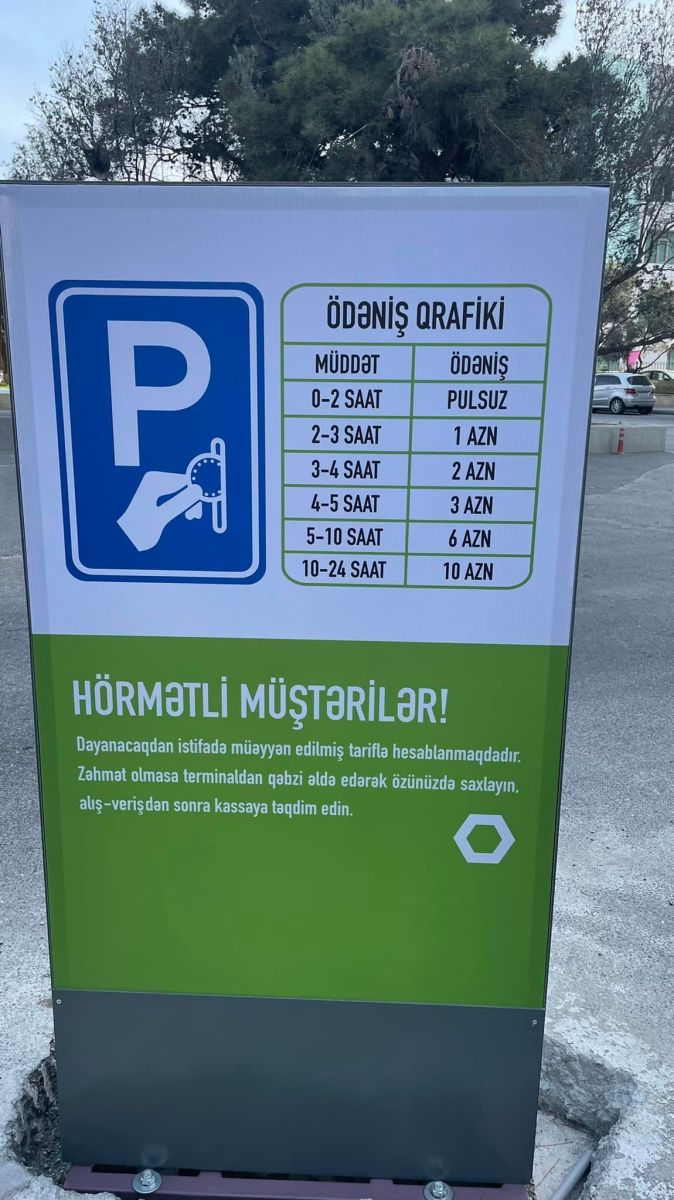 P
ÖDƏNİŞ QRAFİKİ
MÜDDƏT ÖDƏNİŞ
0-2 SAAT PULSUZ
2-3 SAAT 1 AZN
3-4 SAAT 2 AZN
4-5 SAAT 3 AZN
5-10 SAAT 6 AZN
10-24 SAAT 10 AZN
HÖRMƏTLİ MÜŞTƏRİLƏR!
Dayanacaqdan istifadə müəyyən edilmiş tariflə hesablanmaqdadır.
Zəhmət olmasa terminaldan qəbzi əldə edərək özünüzdə saxlayın,
alış-verişdən sonra kassaya təqdim edin.